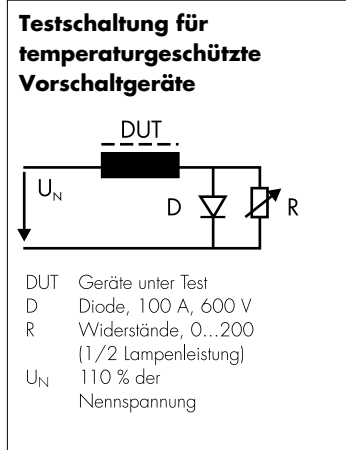 Testschaltung für
temperaturgeschützte
Vorschaltgeräte
DUT
U_N
D
R
DUT Geräte unter Test
D Diode, 100 A, 600 V
R Widerstände, 0...200
(1/2 Lampenleistung)
U_N 110 % der
Nennspannung